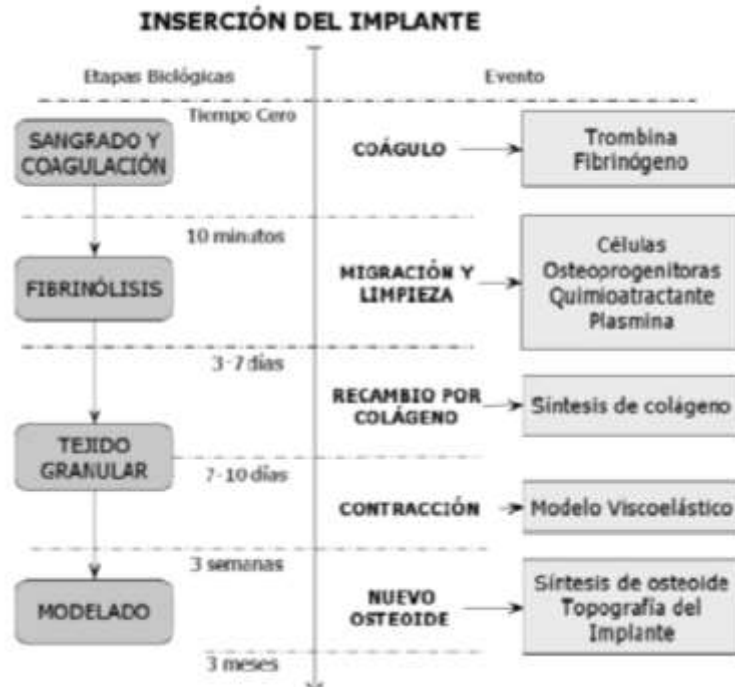 INSERCIÓN DEL IMPLANTE
Etapas Biológicas
Evento
Tiempo Cero
SANGRADO Y
COAGULACIÓN
COÁGULO
Trombina
Fibrinógeno
10 minutos
FIBRINÓLISIS
MIGRACIÓN Y
LIMPIEZA
Células
Osteoprogenitoras
Quimioatractante
Plasmina
3-7 días
RECAMBIO POR
COLÁGENO
Síntesis de colágeno
TEJIDO
GRANULAR
7-10 días
CONTRACCIÓN
Modelo Viscoelástico
3 semanas
MODELADO
NUEVO
OSTEOIDE
Síntesis de osteoide
Topografía del
Implante
3 meses